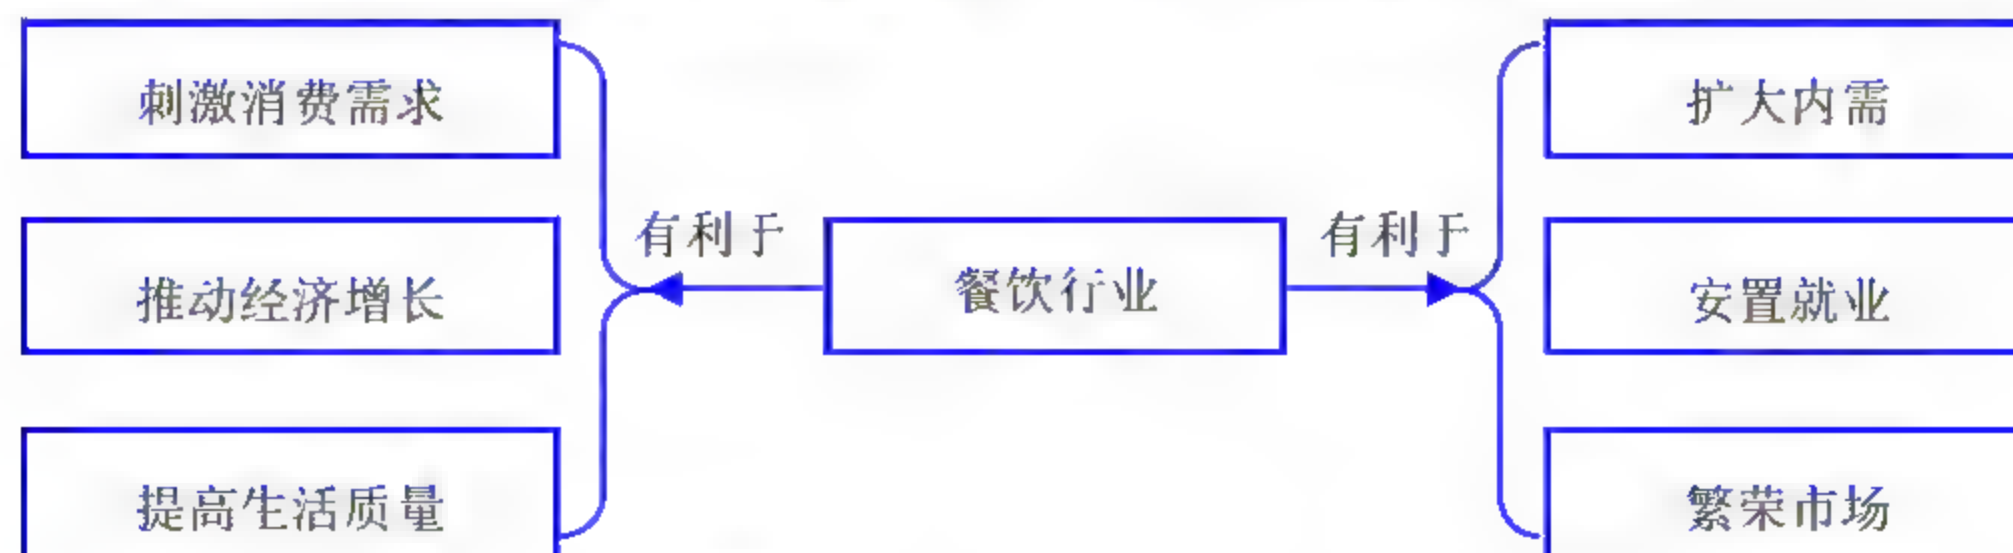 刺激消费需求
扩大内需
有利于
有利于
推动经济增长
餐饮行业
安置就业
提高生活质量
繁荣市场